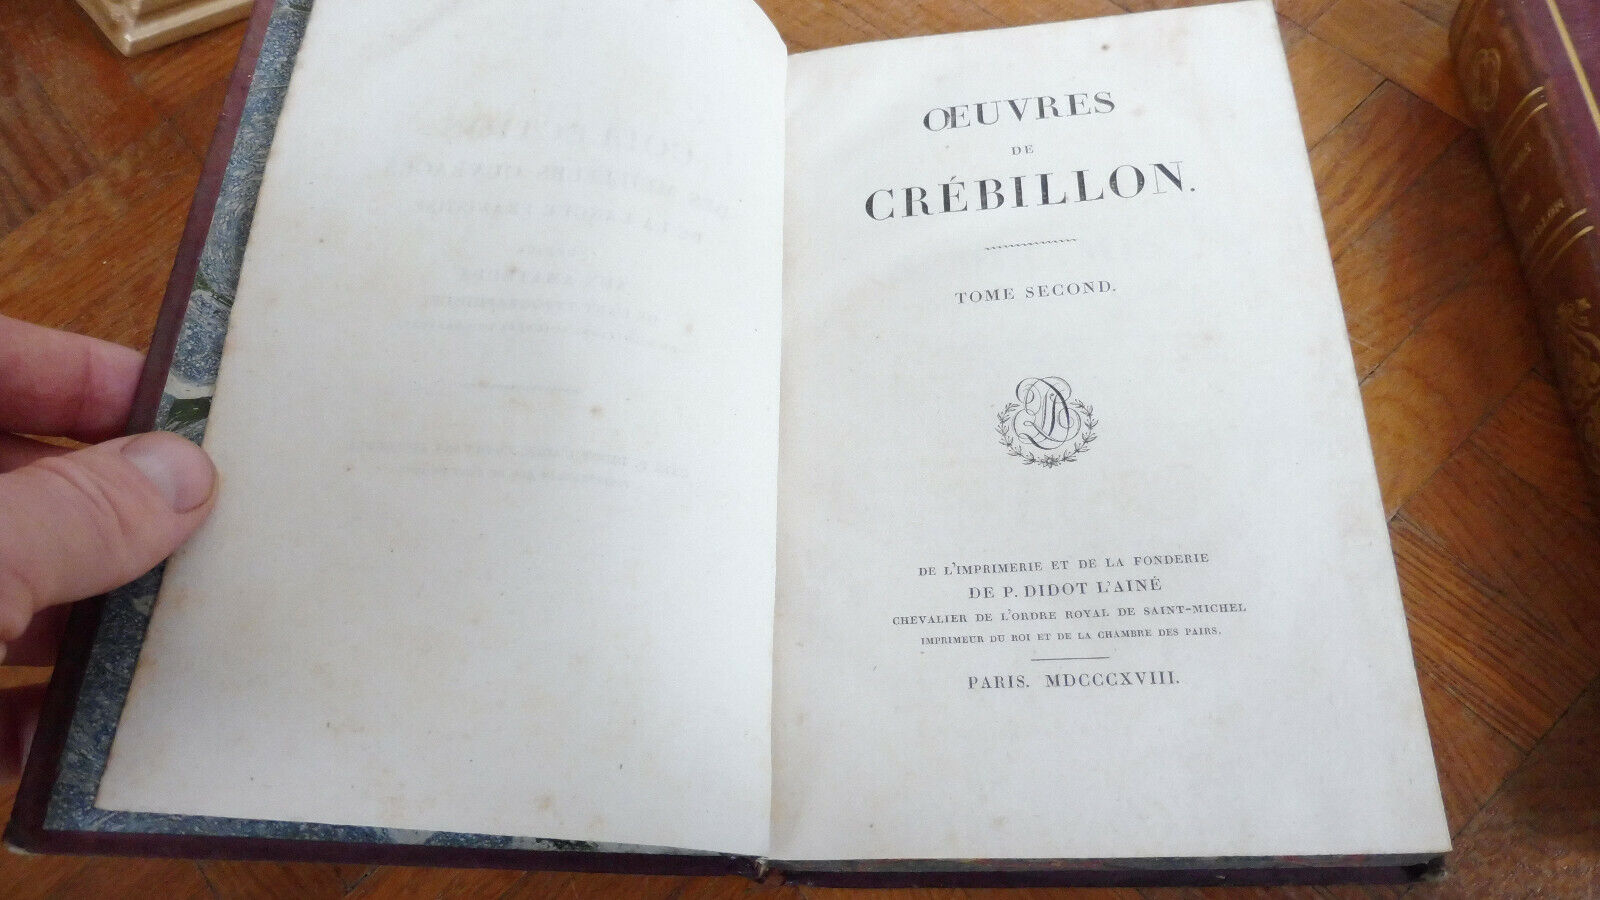 ŒUVRES
DE
CRÉBILLON.
TOME SECOND.
DE L'IMPRIMERIE ET DE LA FONDERIE
DE P. DIDOT L'AINÉ
CHEVALIER DE L'ORDRE ROYAL DE SAINT-MICHEL
IMPRIMEUR DU ROI ET DE LA CHAMBRE DES PAIRS.
PARIS. MDCCCXVIII.